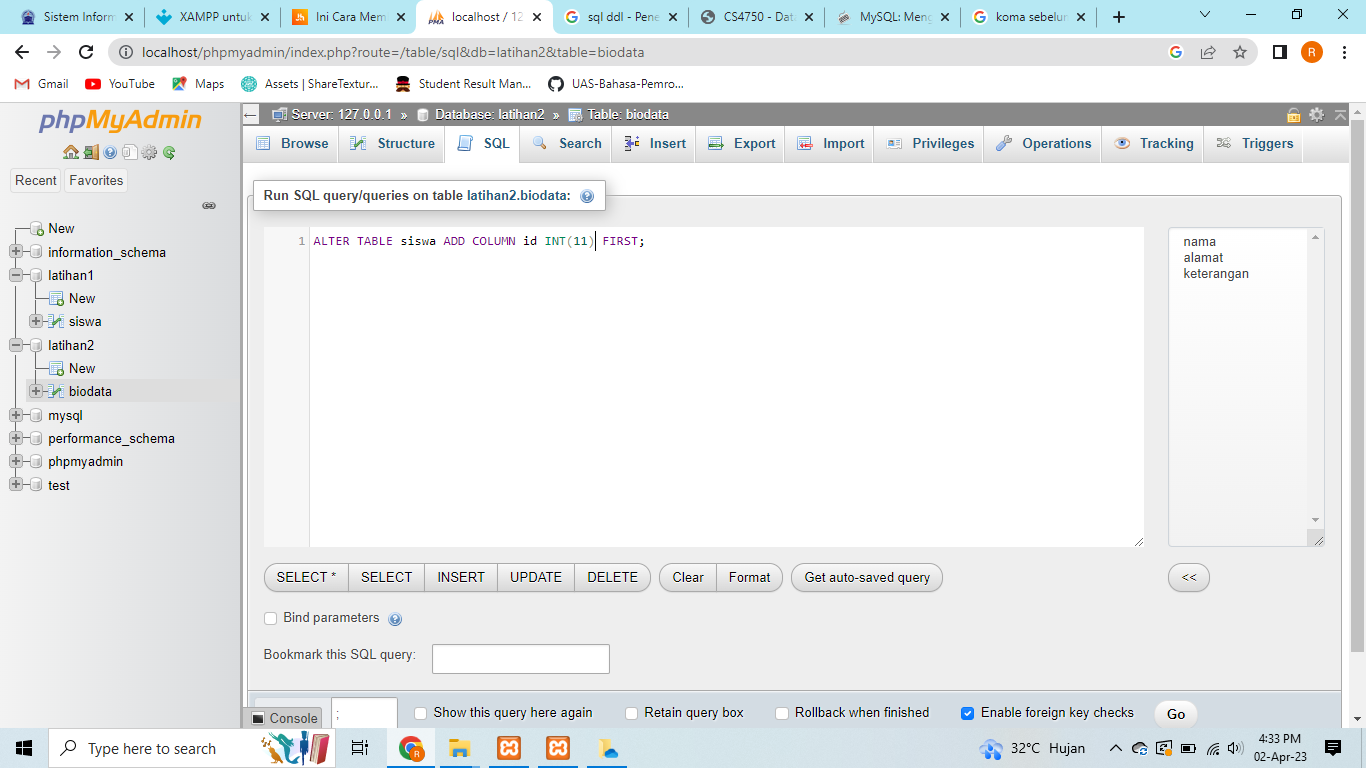 Sistem Inform
XAMPP untuk
Ini Cara Mem
localhost / 12
sql ddl - Pene
CS4750 - Dat
MySQL: Meng
koma sebelur
localhost/phpmyadmin/index.php?route=/table/sql&db=latihan2&table=biodata
R
Gmail
YouTube
Maps
Assets | ShareTextur...
Student Result Man...
UAS-Bahasa-Pemro...
phpMyAdmin
Recent
Favorites
New
information_schema
latihan1
New
siswa
latihan2
New
biodata
mysql
performance_schema
phpmyadmin
test
Server: 127.0.0.1 » Database: latihan2 » Table: biodata
Browse
Structure
SQL
Search
Insert
Export
Import
Privileges
Operations
Tracking
Triggers
Run SQL query/queries on table latihan2.biodata:
1 ALTER TABLE siswa ADD COLUMN id INT(11) FIRST;
nama
alamat
keterangan
SELECT *
SELECT
INSERT
UPDATE
DELETE
Clear
Format
Get auto-saved query
<<
Bind parameters
Bookmark this SQL query:
Console
;
Show this query here again
Retain query box
Rollback when finished
Enable foreign key checks
Go
Type here to search
32°C Hujan
4:33 PM
02-Apr-23